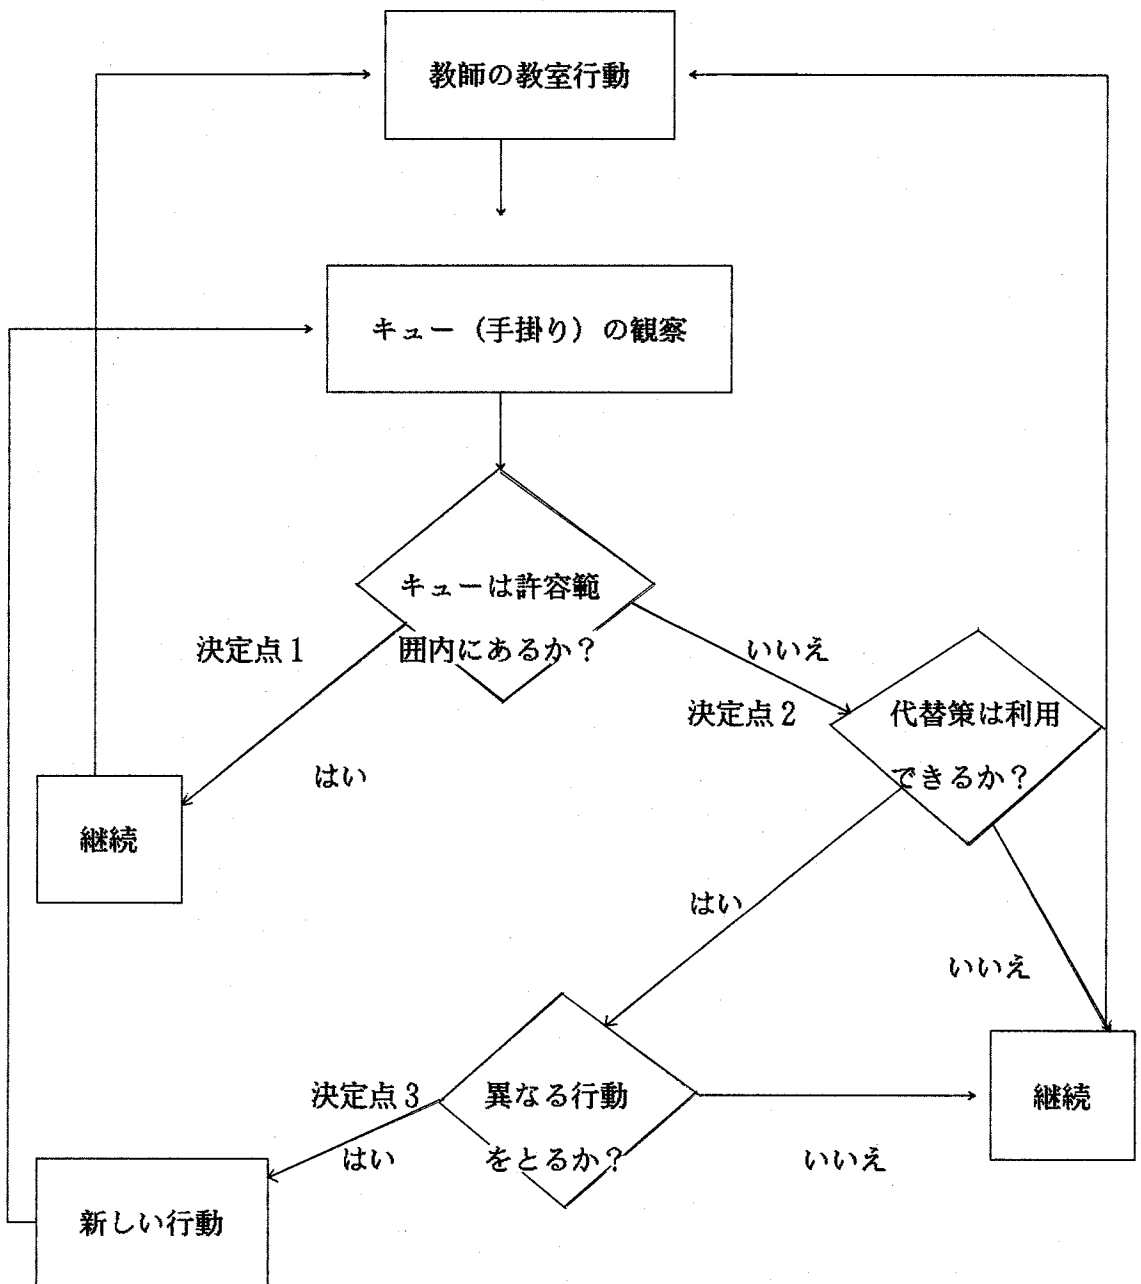 教師の教室行動
キュー（手掛り）の観察
キューは許容範
囲内にあるか？
決定点1
いいえ
はい
継続
決定点2
代替策は利用
できるか？
はい
いいえ
決定点3
異なる行動
をとるか？
はい
いいえ
継続
新しい行動